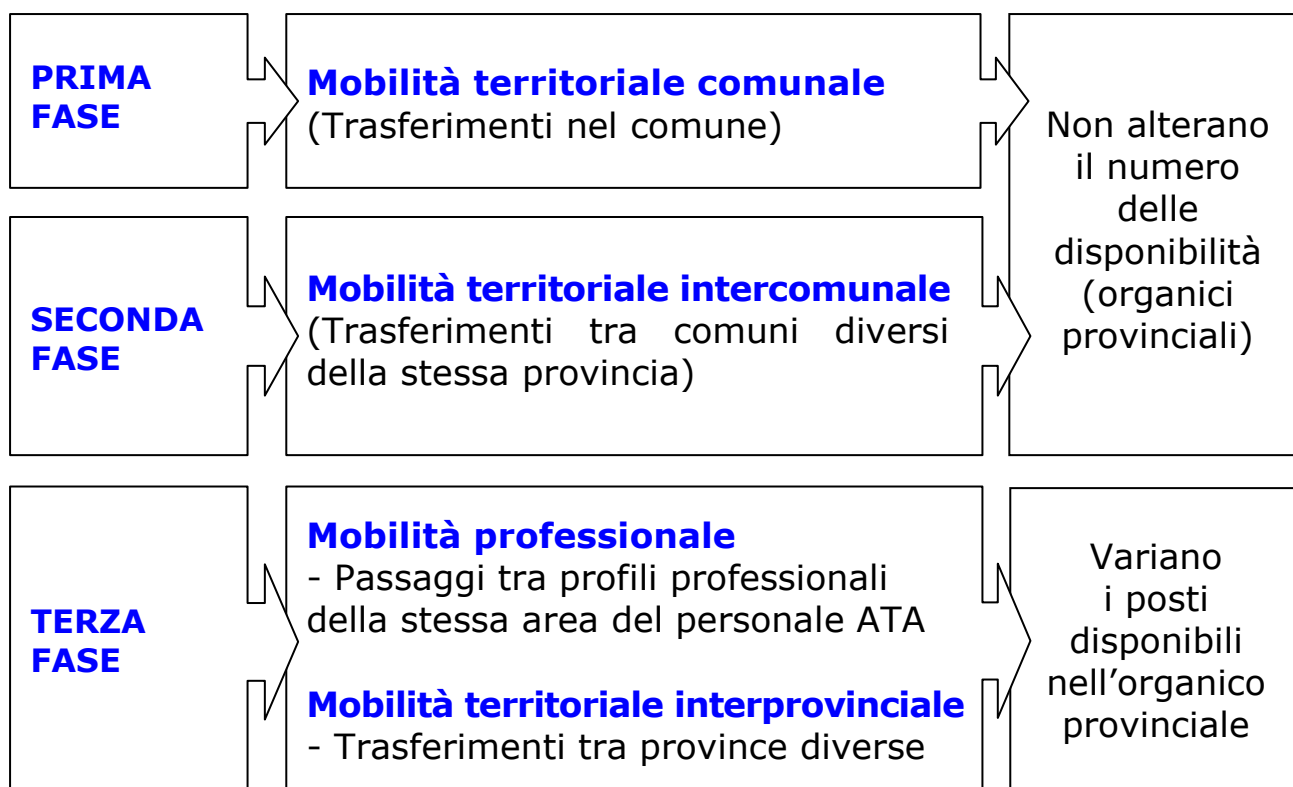 PRIMA
FASE
Mobilità territoriale comunale
(Trasferimenti nel comune)
SECONDA
FASE
Mobilità territoriale intercomunale
(Trasferimenti tra comuni diversi
della stessa provincia)
Non alterano
il numero
delle
disponibilità
(organici
provinciali)
TERZA
FASE
Mobilità professionale
- Passaggi tra profili professionali
della stessa area del personale ATA
Mobilità territoriale interprovinciale
- Trasferimenti tra province diverse
Variano
i posti
disponibili
nell’organico
provinciale